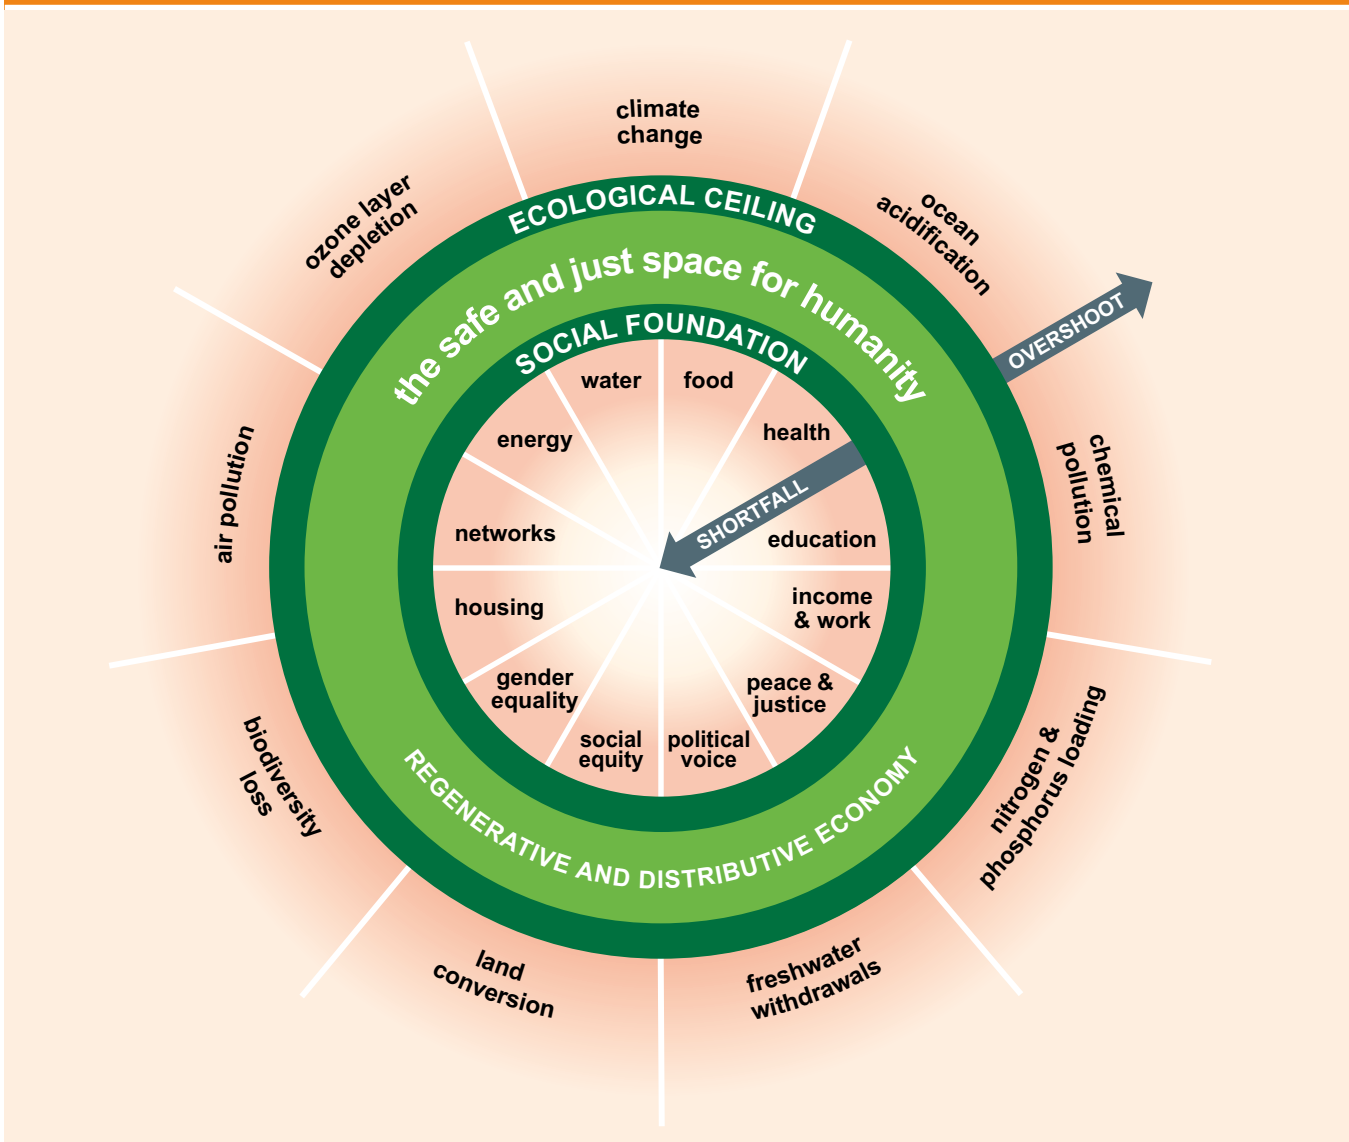 climate
change
ocean
acidification
OVERSHOOT
chemical
pollution
nitrogen &
phosphorus loading
freshwater
withdrawals
land
conversion
biodiversity
loss
air pollution
ozone layer
depletion
ECOLOGICAL CEILING
the safe and just space for humanity
SOCIAL FOUNDATION
water
food
health
SHORTFALL
education
income
& work
peace &
justice
political
voice
social
equity
gender
equality
housing
networks
energy
REGENERATIVE AND DISTRIBUTIVE ECONOMY